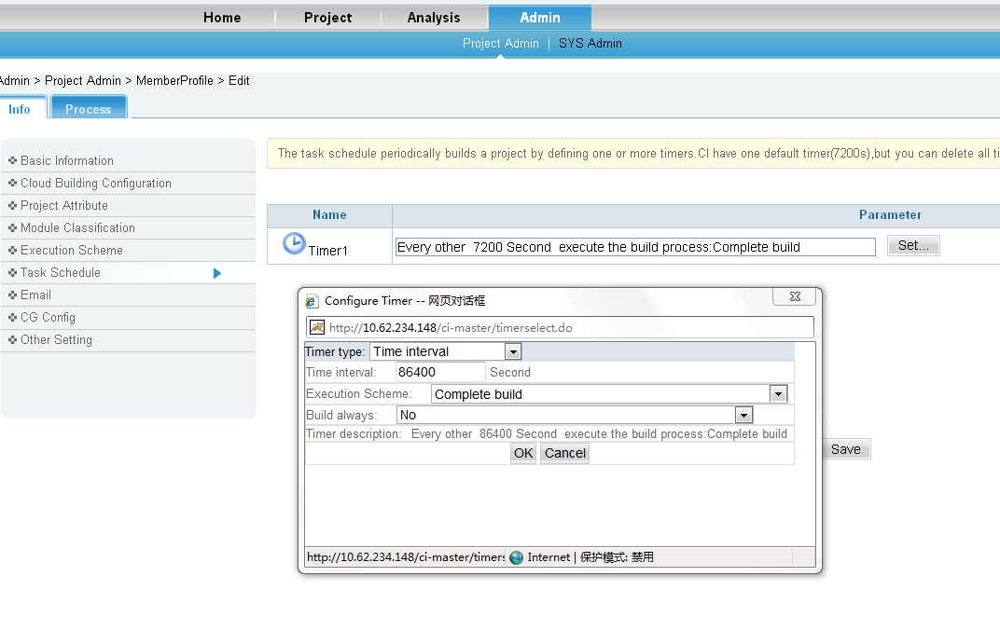 Home Project Analysis Admin
Project Admin SYS Admin
Admin > Project Admin > MemberProfile > Edit
Info Process
Basic Information
Cloud Building Configuration
Project Attribute
Module Classification
Execution Scheme
Task Schedule
Email
CG Config
Other Setting
The task schedule periodically builds a project by defining one or more timers.CI have one default timer(7200s),but you can delete all ti
Name Parameter
Timer1 Every other 7200 Second execute the build process:Complete build Set...
Configure Timer -- 网页对话框
http://10.62.234.148/ci-master/timerselect.do
Timer type: Time interval
Time interval: 86400 Second
Execution Scheme: Complete build
Build always: No
Timer description: Every other 86400 Second execute the build process:Complete build
OK Cancel
Save
http://10.62.234.148/ci-master/timers Internet | 保护模式: 禁用